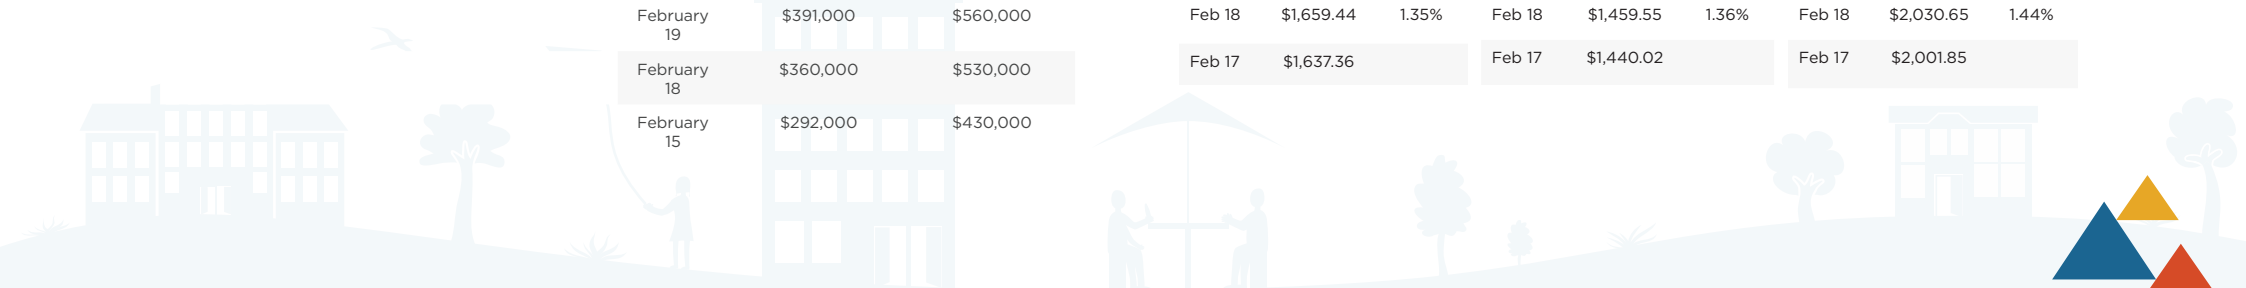 February $391,000 $560,000
19
February $360,000 $530,000
18
February $292,000 $430,000
15
Feb 18 $1,659.44 1.35%
Feb 17 $1,637.36
Feb 18 $1,459.55 1.36%
Feb 17 $1,440.02
Feb 18 $2,030.65 1.44%
Feb 17 $2,001.85